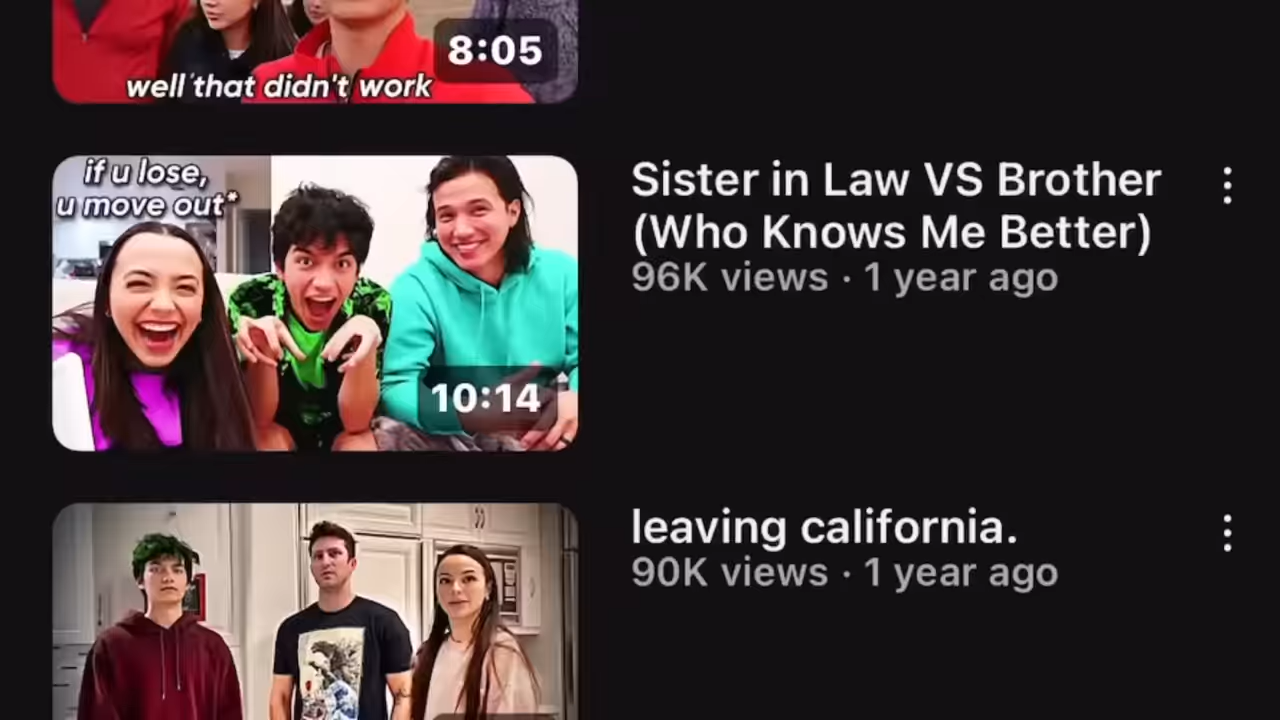 8:05
well that didn't work
if u lose,
u move out*
10:14
Sister in Law VS Brother
(Who Knows Me Better)
96K views · 1 year ago
leaving california.
90K views · 1 year ago